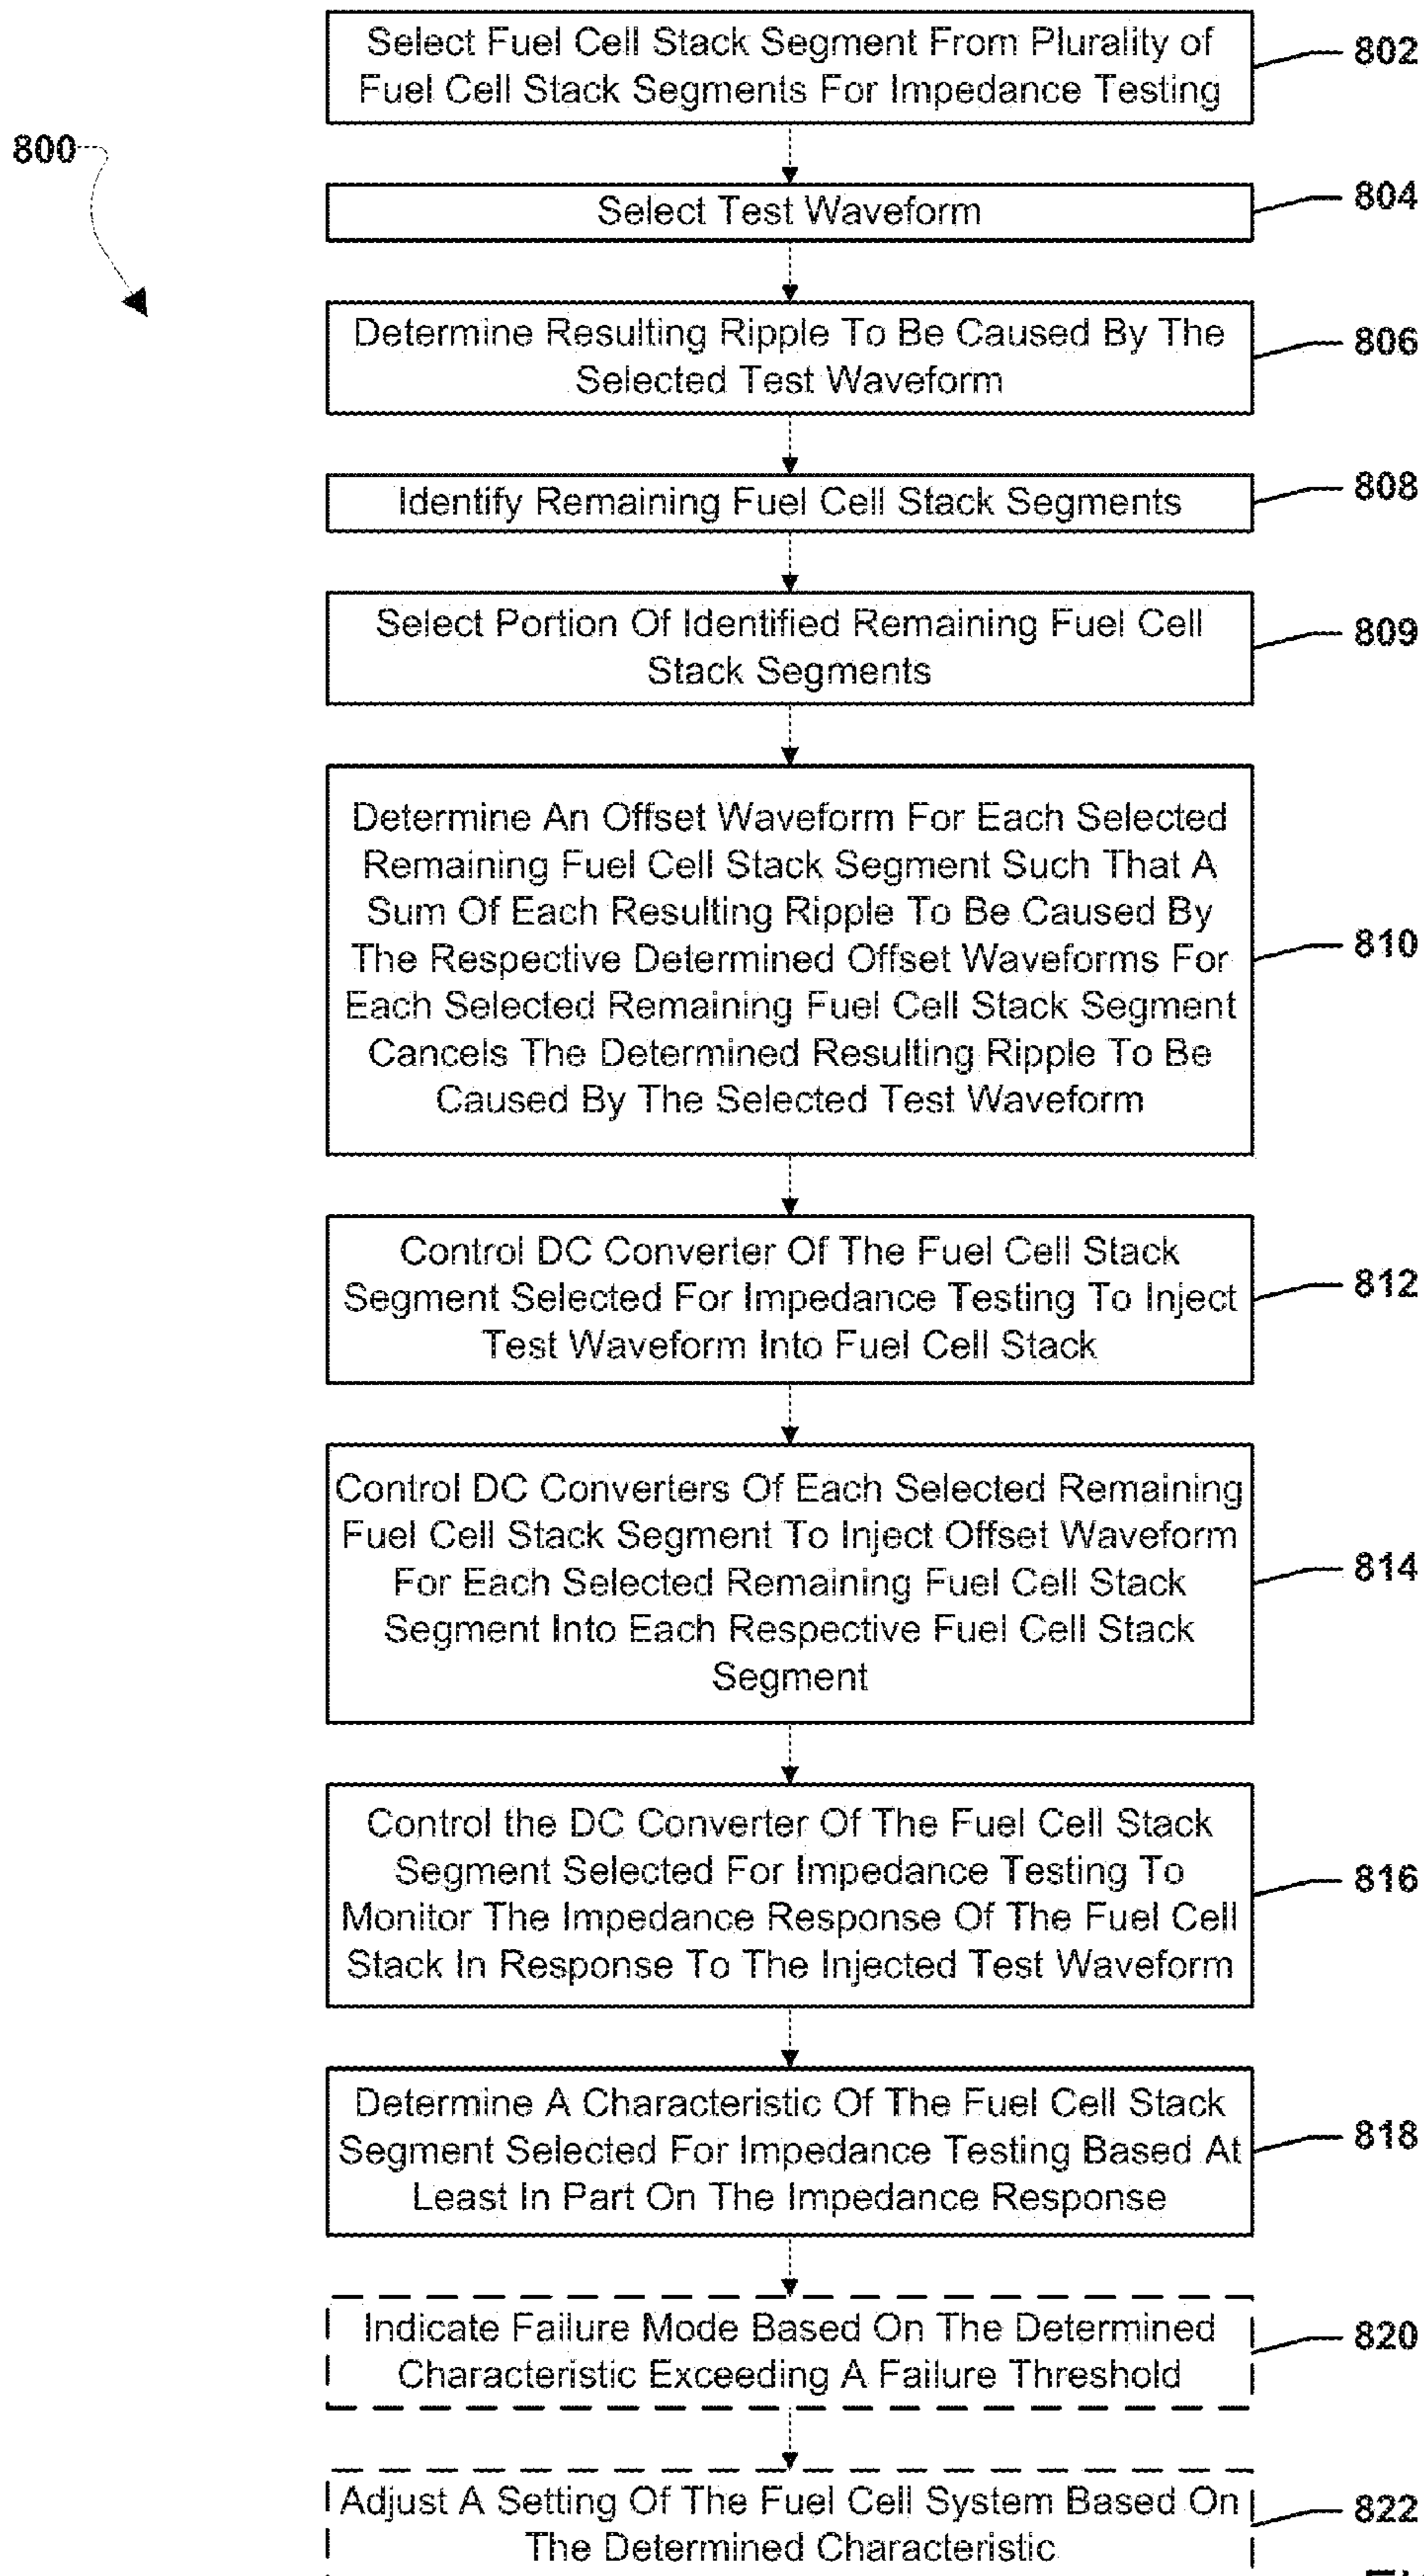 Select Fuel Cell Stack Segment From Plurality of
Fuel Cell Stack Segments For Impedance Testing
802
800
Select Test Waveform
804
Determine Resulting Ripple To Be Caused By The
Selected Test Waveform
806
Identify Remaining Fuel Cell Stack Segments
808
Select Portion Of Identified Remaining Fuel Cell
Stack Segments
809
Determine An Offset Waveform For Each Selected
Remaining Fuel Cell Stack Segment Such That A
Sum Of Each Resulting Ripple To Be Caused By
The Respective Determined Offset Waveforms For
Each Selected Remaining Fuel Cell Stack Segment
Cancels The Determined Resulting Ripple To Be
Caused By The Selected Test Waveform
810
Control DC Converter Of The Fuel Cell Stack
Segment Selected For Impedance Testing To Inject
Test Waveform Into Fuel Cell Stack
812
Control DC Converters Of Each Selected Remaining
Fuel Cell Stack Segment To Inject Offset Waveform
For Each Selected Remaining Fuel Cell Stack
Segment Into Each Respective Fuel Cell Stack
Segment
814
Control the DC Converter Of The Fuel Cell Stack
Segment Selected For Impedance Testing To
Monitor The Impedance Response Of The Fuel Cell
Stack In Response To The Injected Test Waveform
816
Determine A Characteristic Of The Fuel Cell Stack
Segment Selected For Impedance Testing Based At
Least In Part On The Impedance Response
818
Indicate Failure Mode Based On The Determined
Characteristic Exceeding A Failure Threshold
820
Adjust A Setting Of The Fuel Cell System Based On
The Determined Characteristic
822